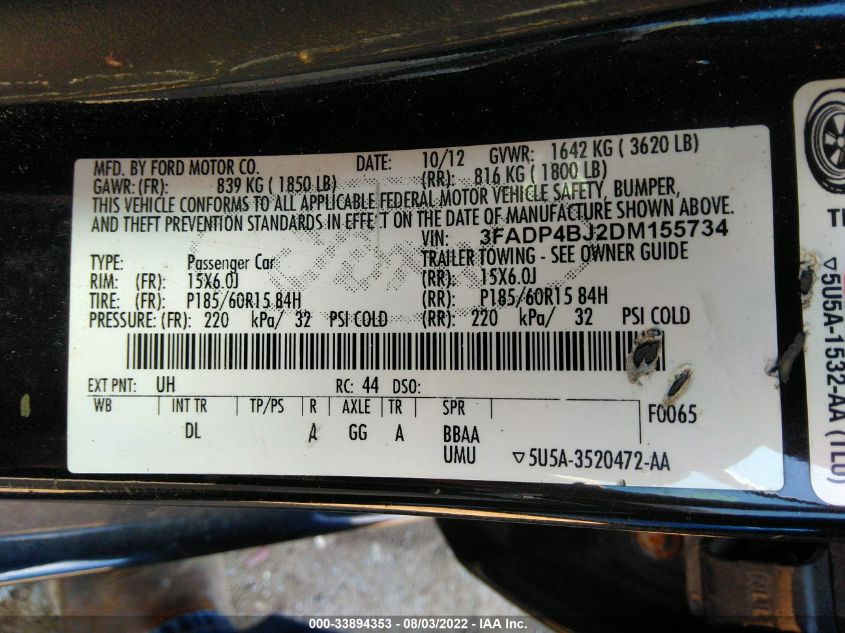 MFD. BY FORD MOTOR CO. DATE: 10/12 GVWR: 1642 KG ( 3620 LB)
GAWR: (FR): 839 KG ( 1850 LB) (RR): 816 KG ( 1800 LB)
THIS VEHICLE CONFORMS TO ALL APPLICABLE FEDERAL MOTOR VEHICLE SAFETY, BUMPER,
AND THEFT PREVENTION STANDARDS IN EFFECT ON THE DATE OF MANUFACTURE SHOWN ABOVE.
VIN: 3FADP4BJ2DM155734
TYPE: Passenger Car TRAILER TOWING - SEE OWNER GUIDE
RIM: (FR): 15X6.0J (RR): 15X6.0J
TIRE: (FR): P185/60R15 84H (RR): P185/60R15 84H
PRESSURE: (FR): 220 kPa/ 32 PSI COLD (RR): 220 kPa/ 32 PSI COLD
EXT PNT: UH RC: 44 DSO:
WB INT TR TP/PS R AXLE TR SPR F0065
DL A GG A BBAA
UMU ▽5U5A-3520472-AA
▽5U5A-1532-AA (TLU)
000-33894353 - 08/03/2022 - IAA Inc.